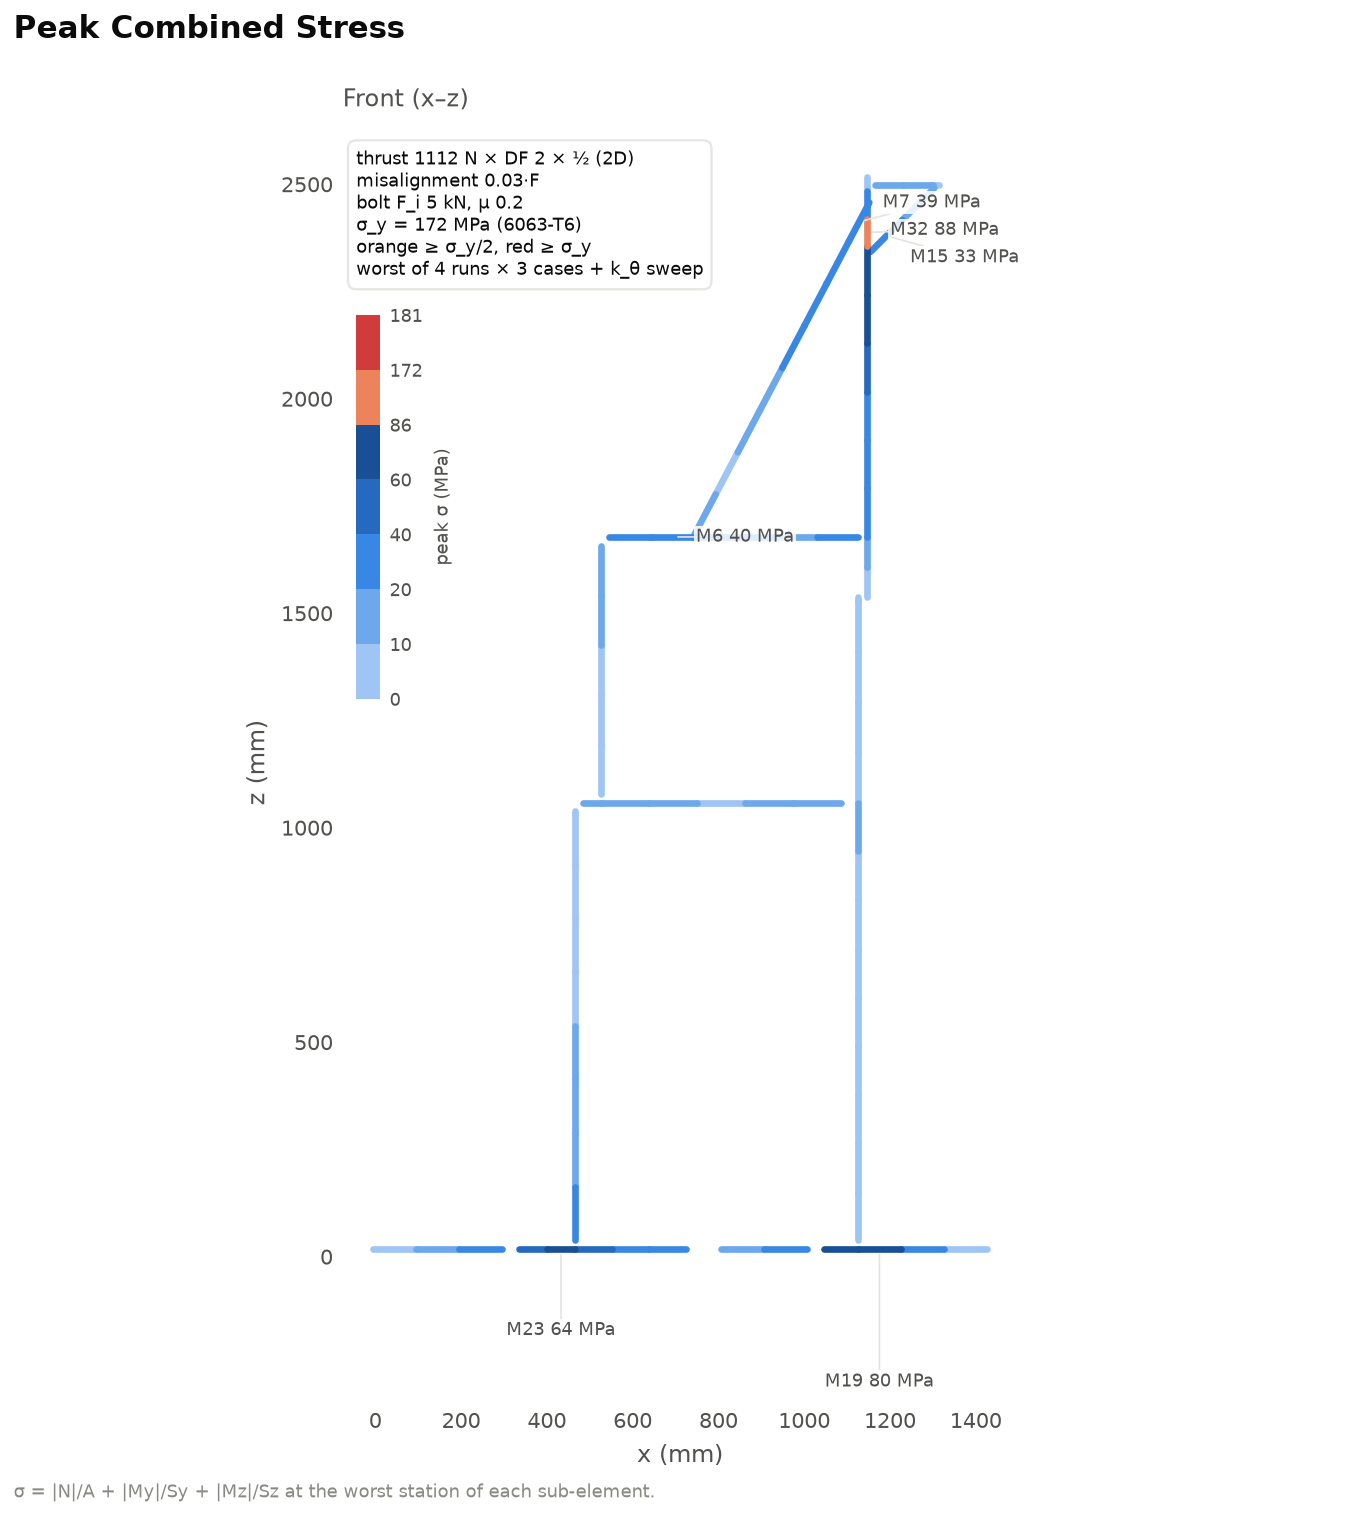 Peak Combined Stress
Front (x–z)
thrust 1112 N × DF 2 × ½ (2D)
misalignment 0.03·F
bolt F_i 5 kN, μ 0.2
σ_y = 172 MPa (6063-T6)
orange ≥ σ_y/2, red ≥ σ_y
worst of 4 runs × 3 cases + k_θ sweep
181
172
86
60
40
20
10
0
peak σ (MPa)
2500
2000
1500
1000
500
0
z (mm)
M7 39 MPa
M32 88 MPa
M15 33 MPa
M6 40 MPa
M23 64 MPa
M19 80 MPa
0 200 400 600 800 1000 1200 1400
x (mm)
σ = |N|/A + |My|/Sy + |Mz|/Sz at the worst station of each sub-element.